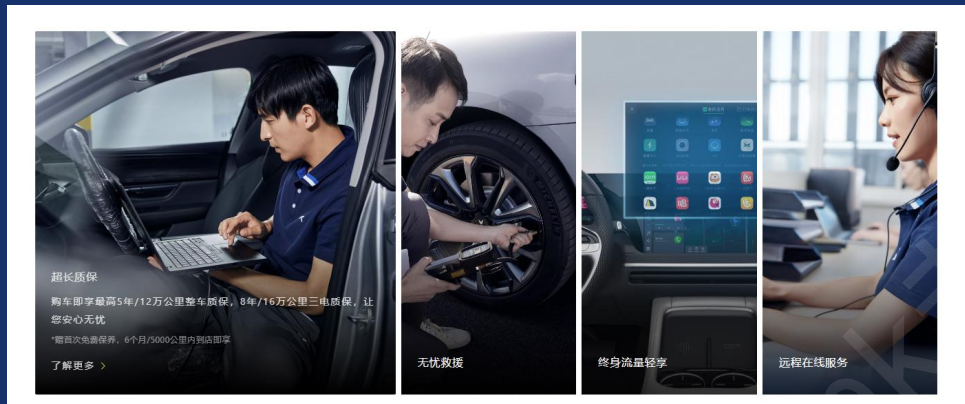 超长质保
购车即享最高5年/12万公里整车质保，8年/16万公里三电质保，让
您安心无忧
*赠首次免费保养，6个月/5000公里内到店即享
了解更多 >
无忧救援
终身流量轻享
远程在线服务